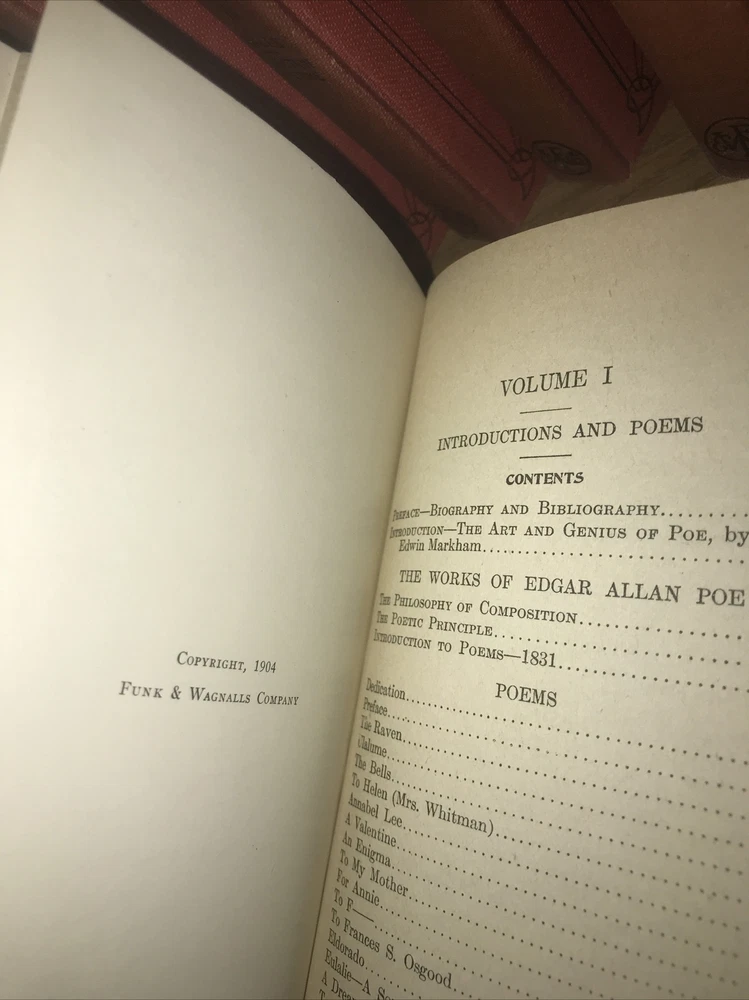 COPYRIGHT, 1904
FUNK & WAGNALLS COMPANY
VOLUME I
INTRODUCTIONS AND POEMS
CONTENTS
PREFACE—BIOGRAPHY AND BIBLIOGRAPHY
INTRODUCTION—THE ART AND GENIUS OF POE, by
Edwin Markham
THE WORKS OF EDGAR ALLAN POE
THE PHILOSOPHY OF COMPOSITION
THE POETIC PRINCIPLE
INTRODUCTION TO POEMS—1831
POEMS
Dedication
Preface
The Raven
Ulalume
The Bells
To Helen (Mrs. Whitman)
Annabel Lee
A Valentine
An Enigma
To My Mother
For Annie
To F——
To Frances S. Osgood
Eldorado
Eulalie—A